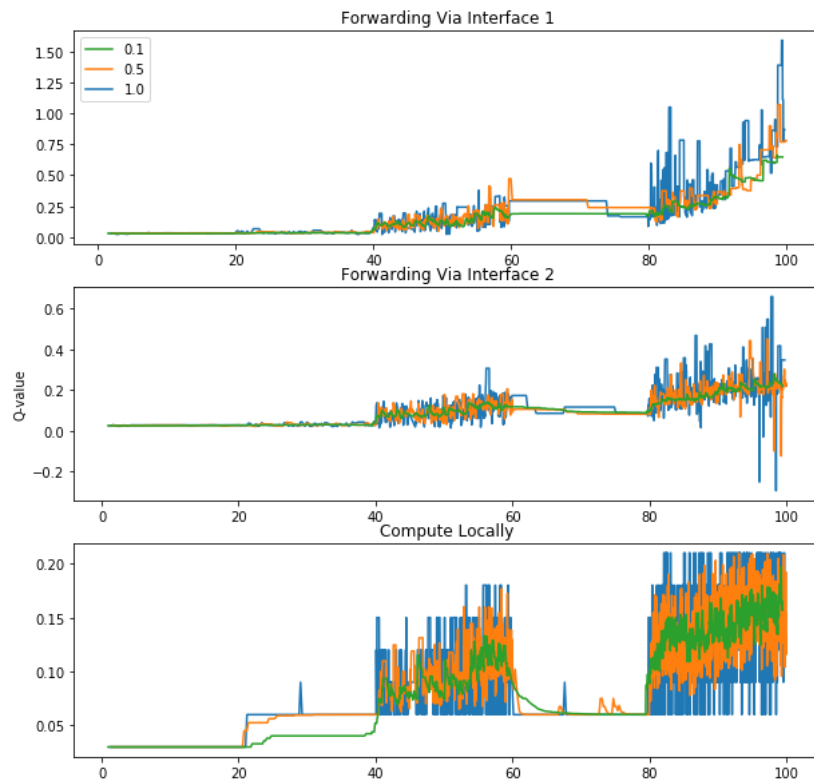 Forwarding Via Interface 1
1.50
1.25
1.00
0.75
0.50
0.25
0.00
0.1
0.5
1.0
0 20 40 60 80 100
Forwarding Via Interface 2
Q-value
0.6
0.4
0.2
0.0
−0.2
0 20 40 60 80 100
Compute Locally
0.20
0.15
0.10
0.05
0 20 40 60 80 100